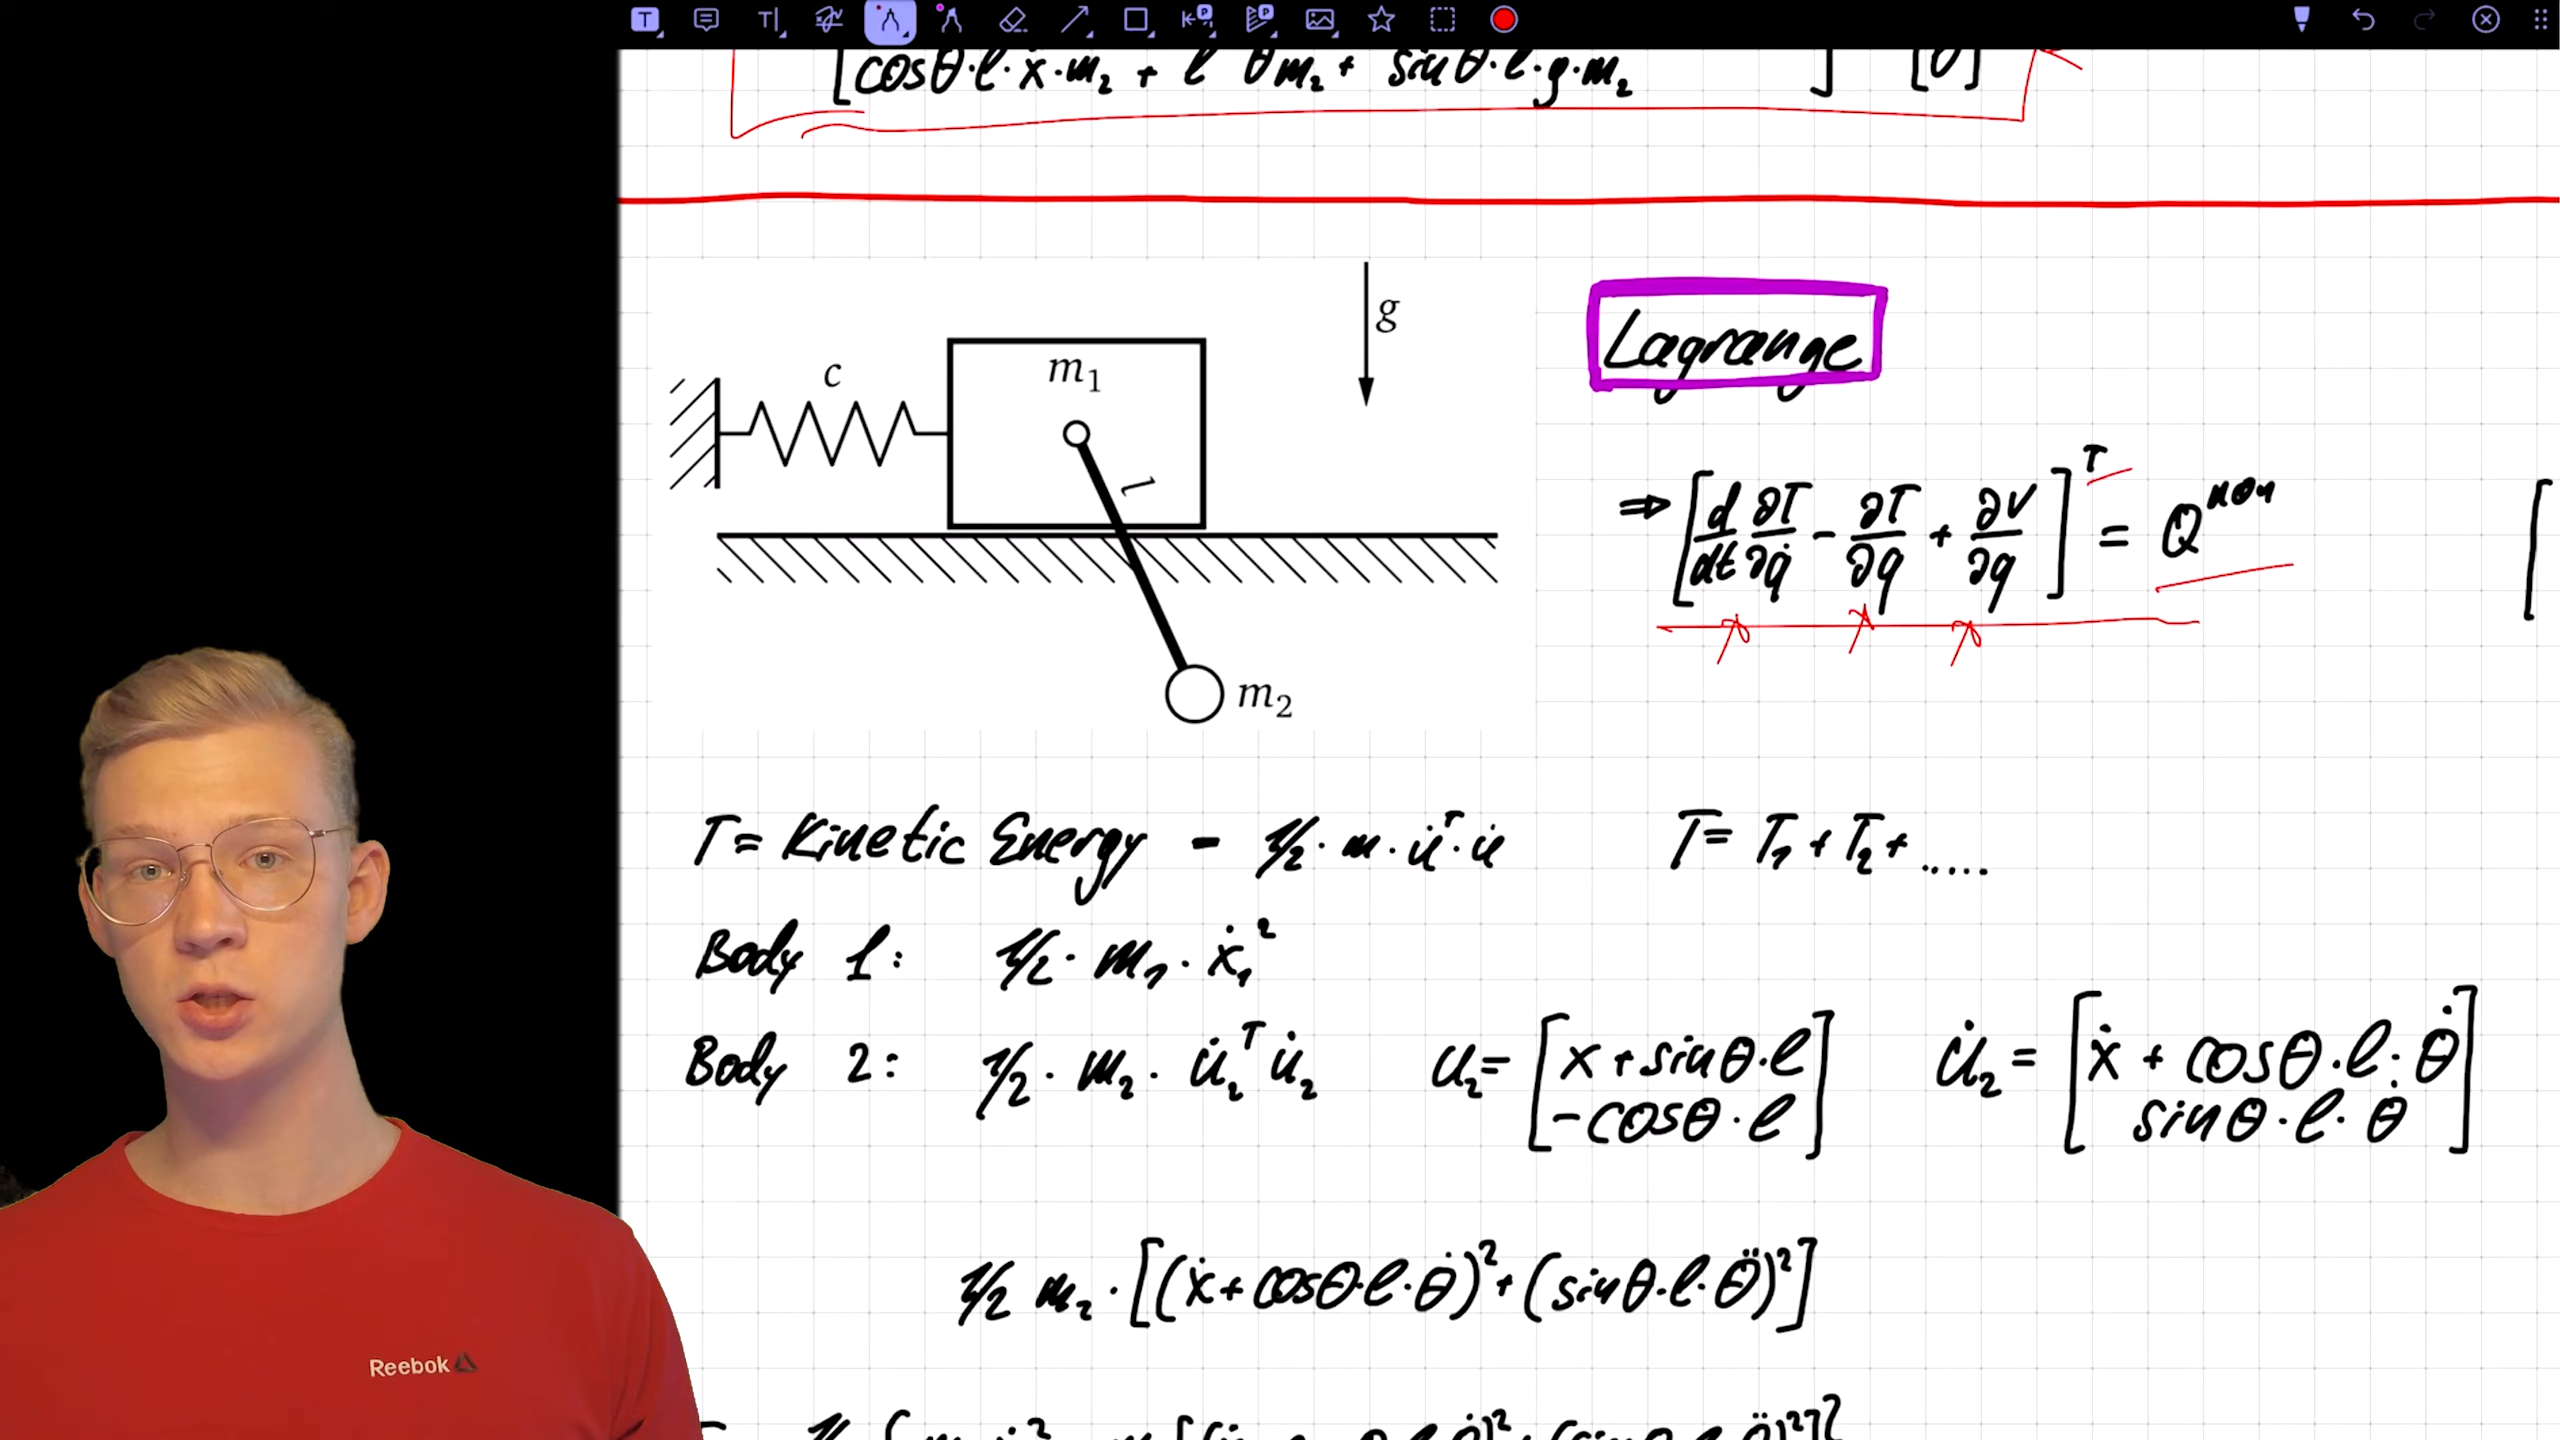 [cosθ·l·ẍ·m₂ + l² θ̈m₂ + sinθ·l·g·m₂] [0]
g
Lagrange
c
m₁
l
⇒ [d/dt ∂T/∂q̇ − ∂T/∂q + ∂V/∂q]ᵀ = Qⁿᵒⁿ [
m₂
T = Kinetic Energy - 1/2 · m · u̇ᵀ · u̇ T = T₁ + T₂ + .....
Body 1: 1/2 · m₁ · ẋ₁²
Body 2: 1/2 · m₂ · u̇₂ᵀ u̇₂ u₂ = [x + sinθ·l; −cosθ·l] u̇₂ = [ẋ + cosθ·l·θ̇; sinθ·l·θ̇]
1/2 m₂ · [(ẋ + cosθ·l·θ̇)² + (sinθ·l·θ̈)²]
Reebok